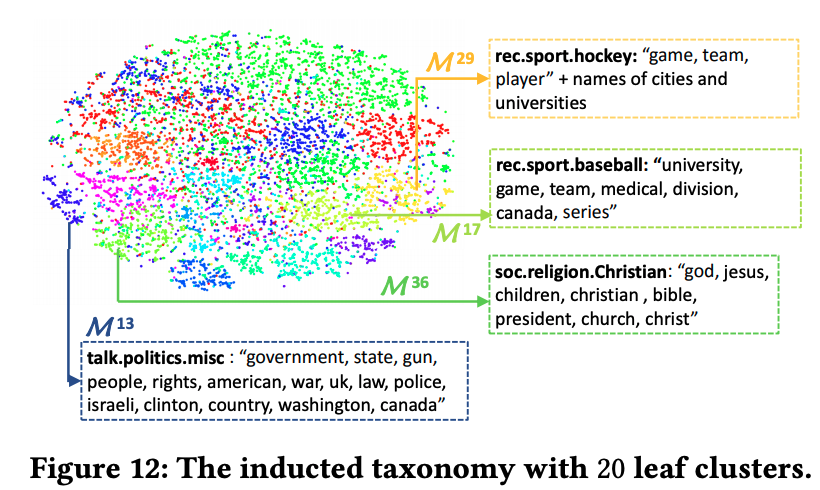 M29
rec.sport.hockey: “game, team,
player” + names of cities and
universities
rec.sport.baseball: “university,
game, team, medical, division,
canada, series”
M17
soc.religion.Christian: “god, jesus,
children, christian , bible,
president, church, christ”
M36
M13
talk.politics.misc : “government, state, gun,
people, rights, american, war, uk, law, police,
israeli, clinton, country, washington, canada”
Figure 12: The inducted taxonomy with 20 leaf clusters.